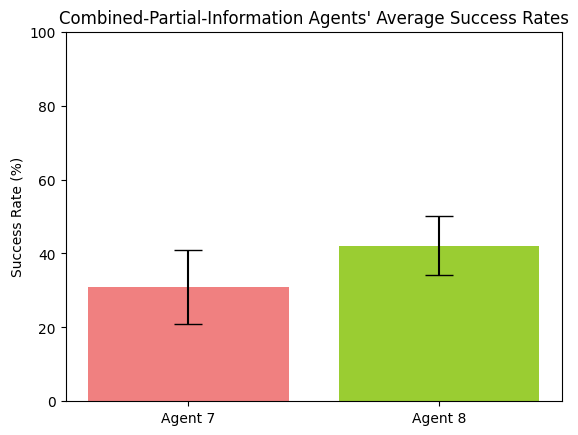 Combined-Partial-Information Agents' Average Success Rates
100
80
60
40
20
0
Success Rate (%)
Agent 7
Agent 8